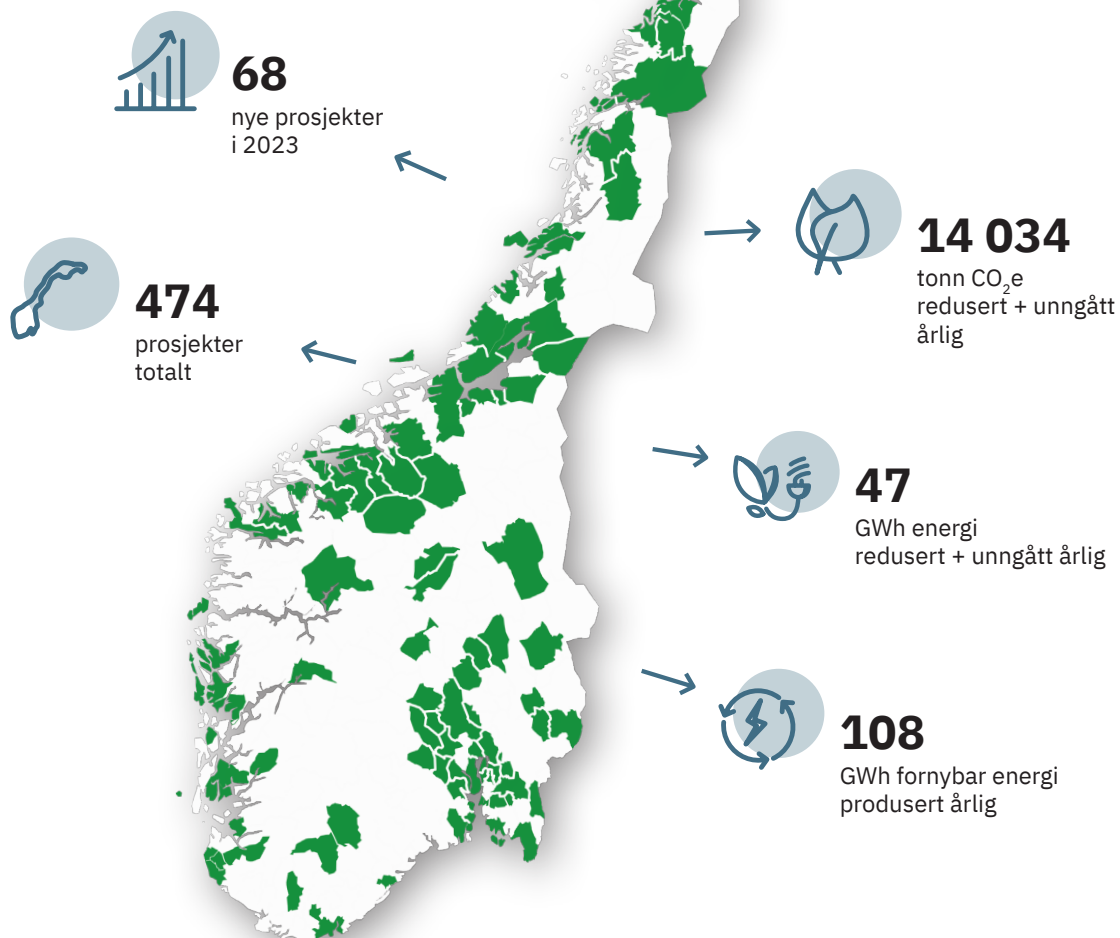 68
nye prosjekter
i 2023
474
prosjekter
totalt
14 034
tonn CO₂e
redusert + unngått
årlig
47
GWh energi
redusert + unngått årlig
108
GWh fornybar energi
produsert årlig